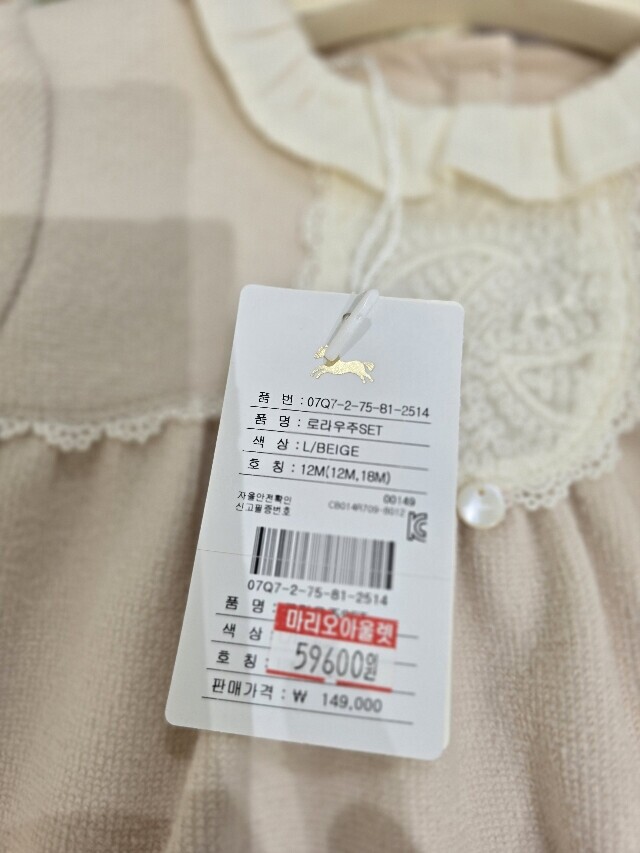 품 번 : 07Q7-2-75-81-2514
품 명 : 로라우주SET
색 상 : L/BEIGE
호 칭 : 12M(12M,18M)
00149
자율안전확인
신고필증번호 CB014R709-8012
07Q7-2-75-81-2514
품 명 :
마리오아울렛
색 상
호 칭 : 59600원
판매가격 : ₩ 149,000